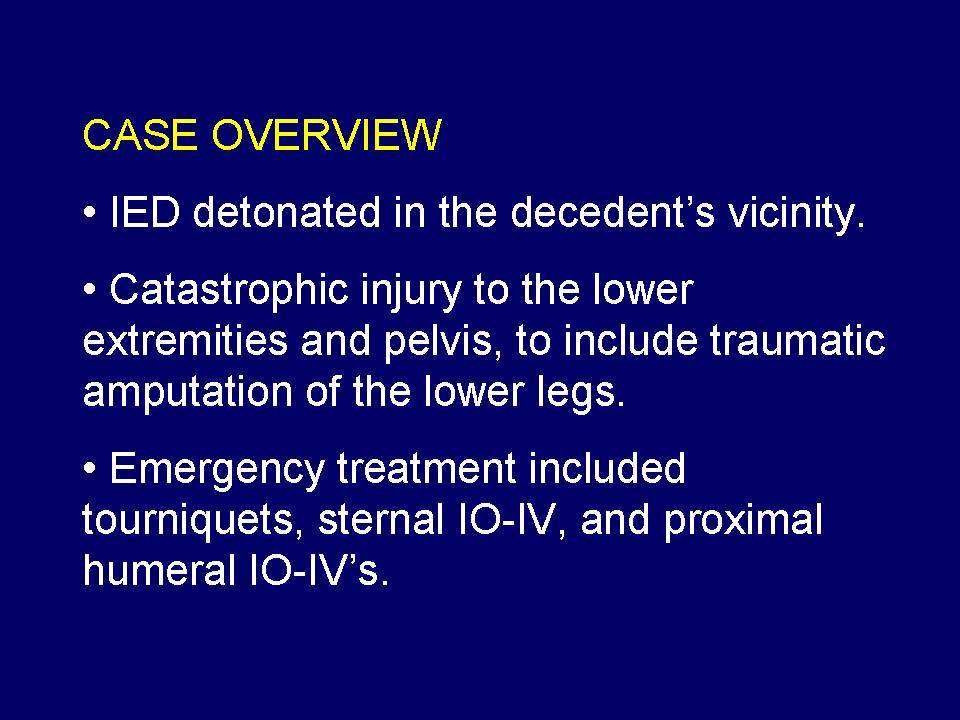 CASE OVERVIEW
• IED detonated in the decedent’s vicinity.
• Catastrophic injury to the lower
extremities and pelvis, to include traumatic
amputation of the lower legs.
• Emergency treatment included
tourniquets, sternal IO-IV, and proximal
humeral IO-IV’s.